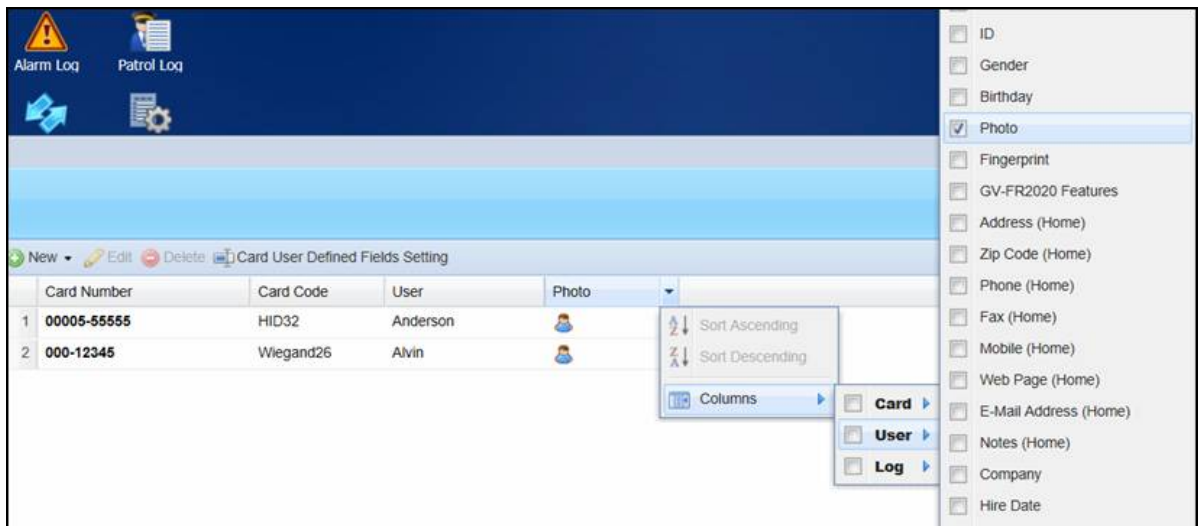 Alarm Log
Patrol Log
New Edit Delete Card User Defined Fields Setting
Card Number Card Code User Photo
1 00005-55555 HID32 Anderson
2 000-12345 Wiegand26 Alvin
Sort Ascending
Sort Descending
Columns
Card
User
Log
ID
Gender
Birthday
Photo
Fingerprint
GV-FR2020 Features
Address (Home)
Zip Code (Home)
Phone (Home)
Fax (Home)
Mobile (Home)
Web Page (Home)
E-Mail Address (Home)
Notes (Home)
Company
Hire Date